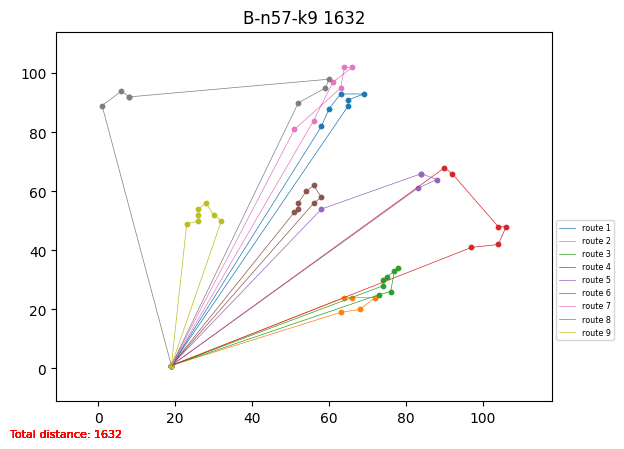 B-n57-k9 1632
100
80
60
40
20
0
0 20 40 60 80 100
route 1
route 2
route 3
route 4
route 5
route 6
route 7
route 8
route 9
Total distance: 1632